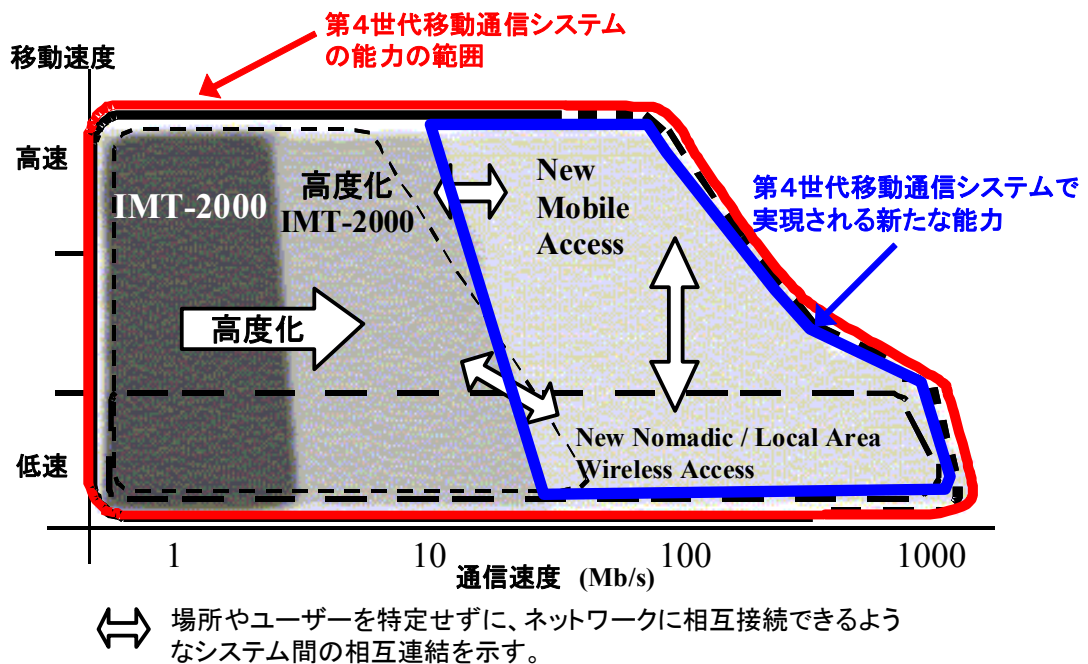 第4世代移動通信システム
の能力の範囲
移動速度
高速
IMT-2000
高度化
IMT-2000
New
Mobile
Access
第4世代移動通信システムで
実現される新たな能力
高度化
低速
New Nomadic / Local Area
Wireless Access
1
10
100
1000
通信速度 (Mb/s)
場所やユーザーを特定せずに、ネットワークに相互接続できるよう
なシステム間の相互連結を示す。